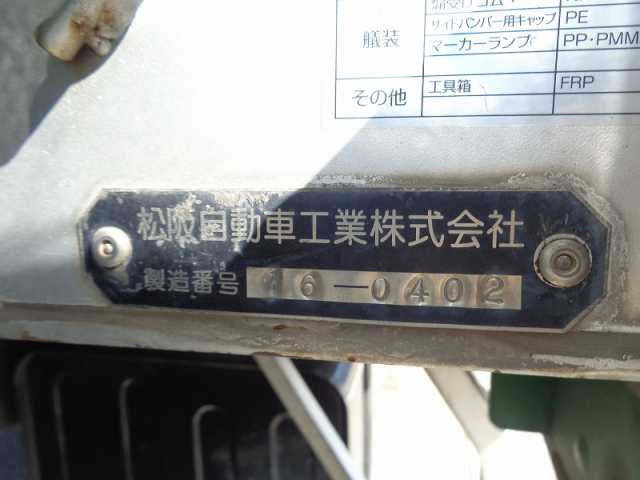 サイドバンパー用キャップ PE
艤装 マーカーランプ PP・PMM
その他 工具箱 FRP
松阪自動車工業株式会社
製造番号 16-0402